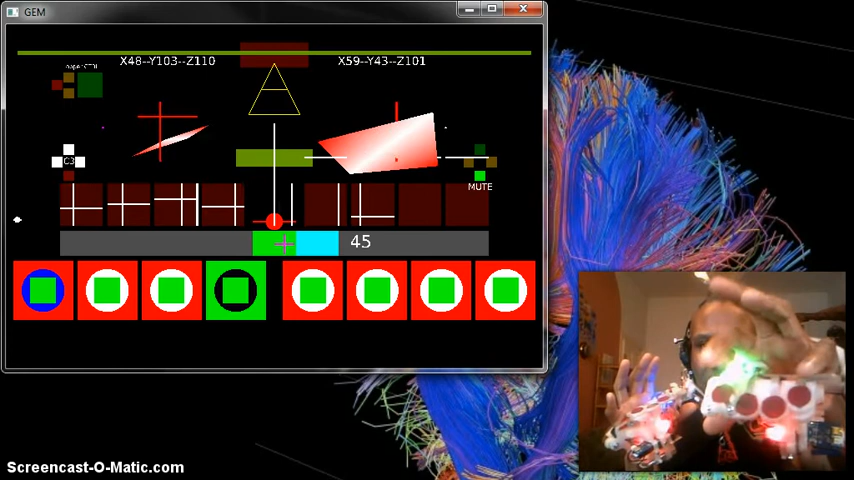 GEM
X48--Y103--Z110
X59--Y43--Z101
C3
MUTE
45
Screencast-O-Matic.com